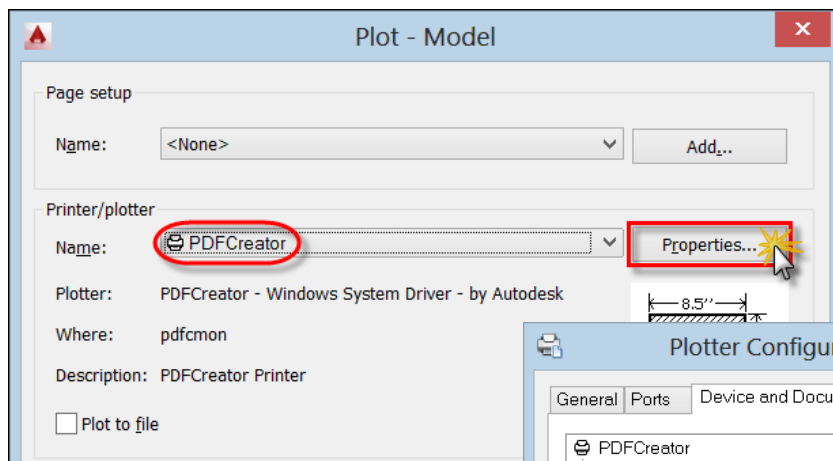 Plot - Model
Page setup
Name: <None> Add...
Printer/plotter
Name: PDFCreator Properties...
Plotter: PDFCreator - Windows System Driver - by Autodesk
8.5''
Where: pdfcmon
Plotter Configu
Description: PDFCreator Printer
General Ports Device and Docu
Plot to file
PDFCreator